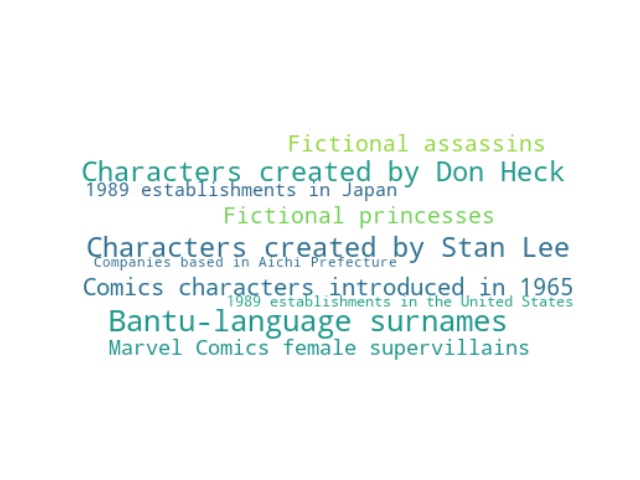 Fictional assassins
Characters created by Don Heck
1989 establishments in Japan
Fictional princesses
Characters created by Stan Lee
Companies based in Aichi Prefecture
Comics characters introduced in 1965
1989 establishments in the United States
Bantu-language surnames
Marvel Comics female supervillains